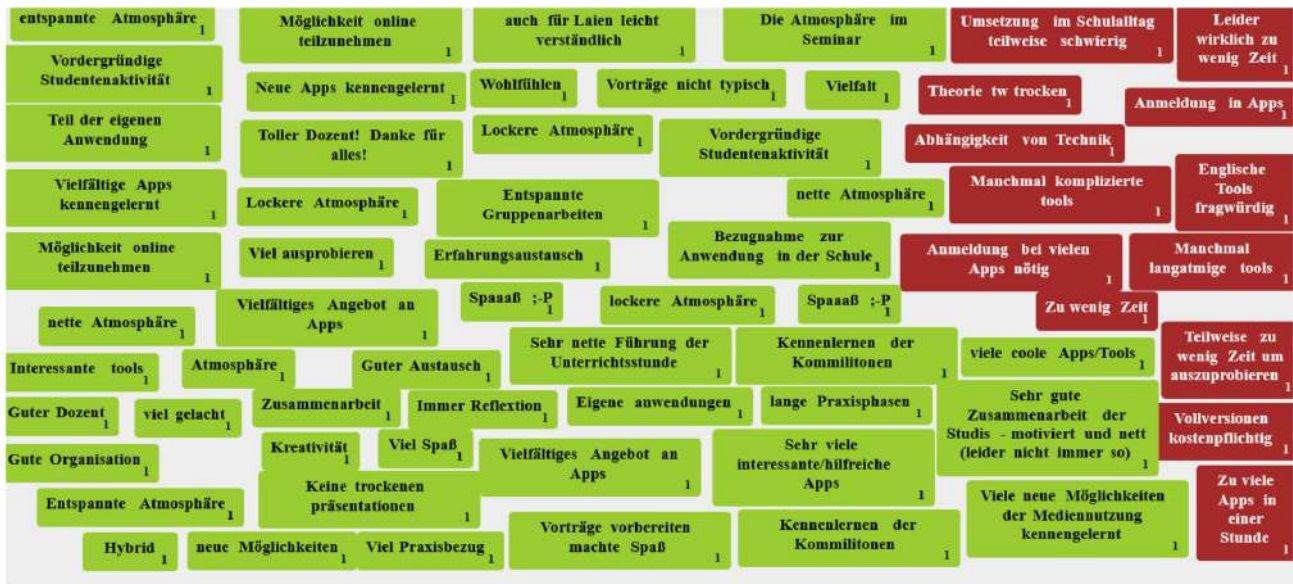 entspannte Atmosphäre
1
Möglichkeit online
teilzunehmen
1
auch für Laien leicht
verständlich
1
Die Atmosphäre im
Seminar
1
Umsetzung im Schulalltag
teilweise schwierig
1
Leider
wirklich zu
wenig Zeit
1
Vordergründige
Studentenaktivität
1
Neue Apps kennengelernt
1
Wohlfühlen
1
Vorträge nicht typisch
1
Vielfalt
1
Theorie tw trocken
1
Anmeldung in Apps
1
Teil der eigenen
Anwendung
1
Toller Dozent! Danke für
alles!
1
Lockere Atmosphäre
1
Vordergründige
Studentenaktivität
1
Abhängigkeit von Technik
1
Vielfältige Apps
kennengelernt
1
Lockere Atmosphäre
1
Entspannte
Gruppenarbeiten
1
nette Atmosphäre
1
Manchmal komplizierte
tools
1
Englische
Tools
fragwürdig
1
Möglichkeit online
teilzunehmen
1
Viel ausprobieren
1
Erfahrungsaustausch
1
Bezugnahme zur
Anwendung in der Schule
1
Anmeldung bei vielen
Apps nötig
1
Manchmal
langatmige tools
1
nette Atmosphäre
1
Vielfältiges Angebot an
Apps
1
Spaaaß ;-P
1
lockere Atmosphäre
1
Spaaaß ;-P
1
Zu wenig Zeit
1
Interessante tools
1
Atmosphäre
1
Guter Austausch
1
Sehr nette Führung der
Unterrichtsstunde
1
Kennenlernen der
Kommilitonen
1
viele coole Apps/Tools
1
Teilweise zu
wenig Zeit um
auszuprobieren
1
Guter Dozent
1
viel gelacht
1
Zusammenarbeit
1
Immer Reflextion
1
Eigene anwendungen
1
lange Praxisphasen
1
Sehr gute
Zusammenarbeit der
Studis - motiviert und nett
(leider nicht immer so)
1
Vollversionen
kostenpflichtig
1
Gute Organisation
1
Kreativität
1
Viel Spaß
1
Vielfältiges Angebot an
Apps
1
Sehr viele
interessante/hilfreiche
Apps
1
Entspannte Atmosphäre
1
Keine trockenen
präsentationen
1
Viele neue Möglichkeiten
der Mediennutzung
kennengelernt
1
Zu viele
Apps in
einer
Stunde
1
Hybrid
1
neue Möglichkeiten
1
Viel Praxisbezug
1
Vorträge vorbereiten
machte Spaß
1
Kennenlernen der
Kommilitonen
1